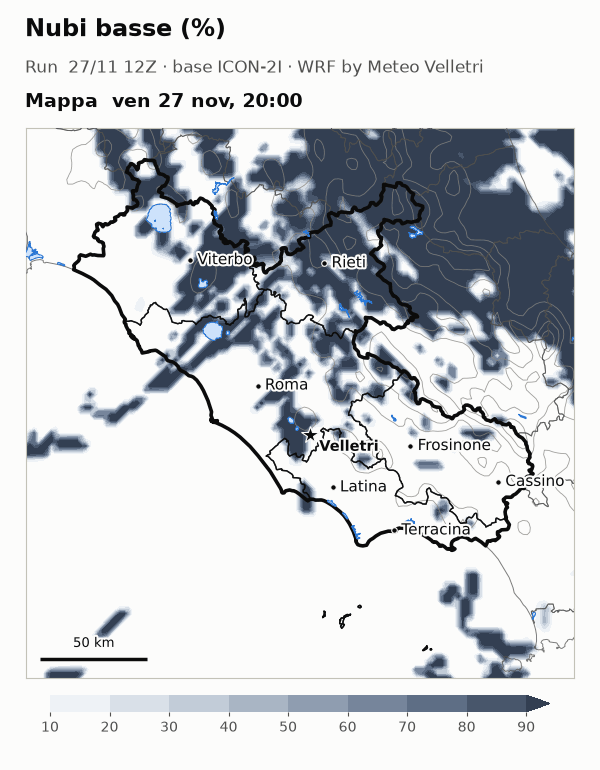 Nubi basse (%)
Run  27/11 12Z · base ICON-2I · WRF by Meteo Velletri
Mappa  ven 27 nov, 20:00
Viterbo
Rieti
Roma
Velletri
Frosinone
Cassino
Latina
Terracina
50 km
10 20 30 40 50 60 70 80 90